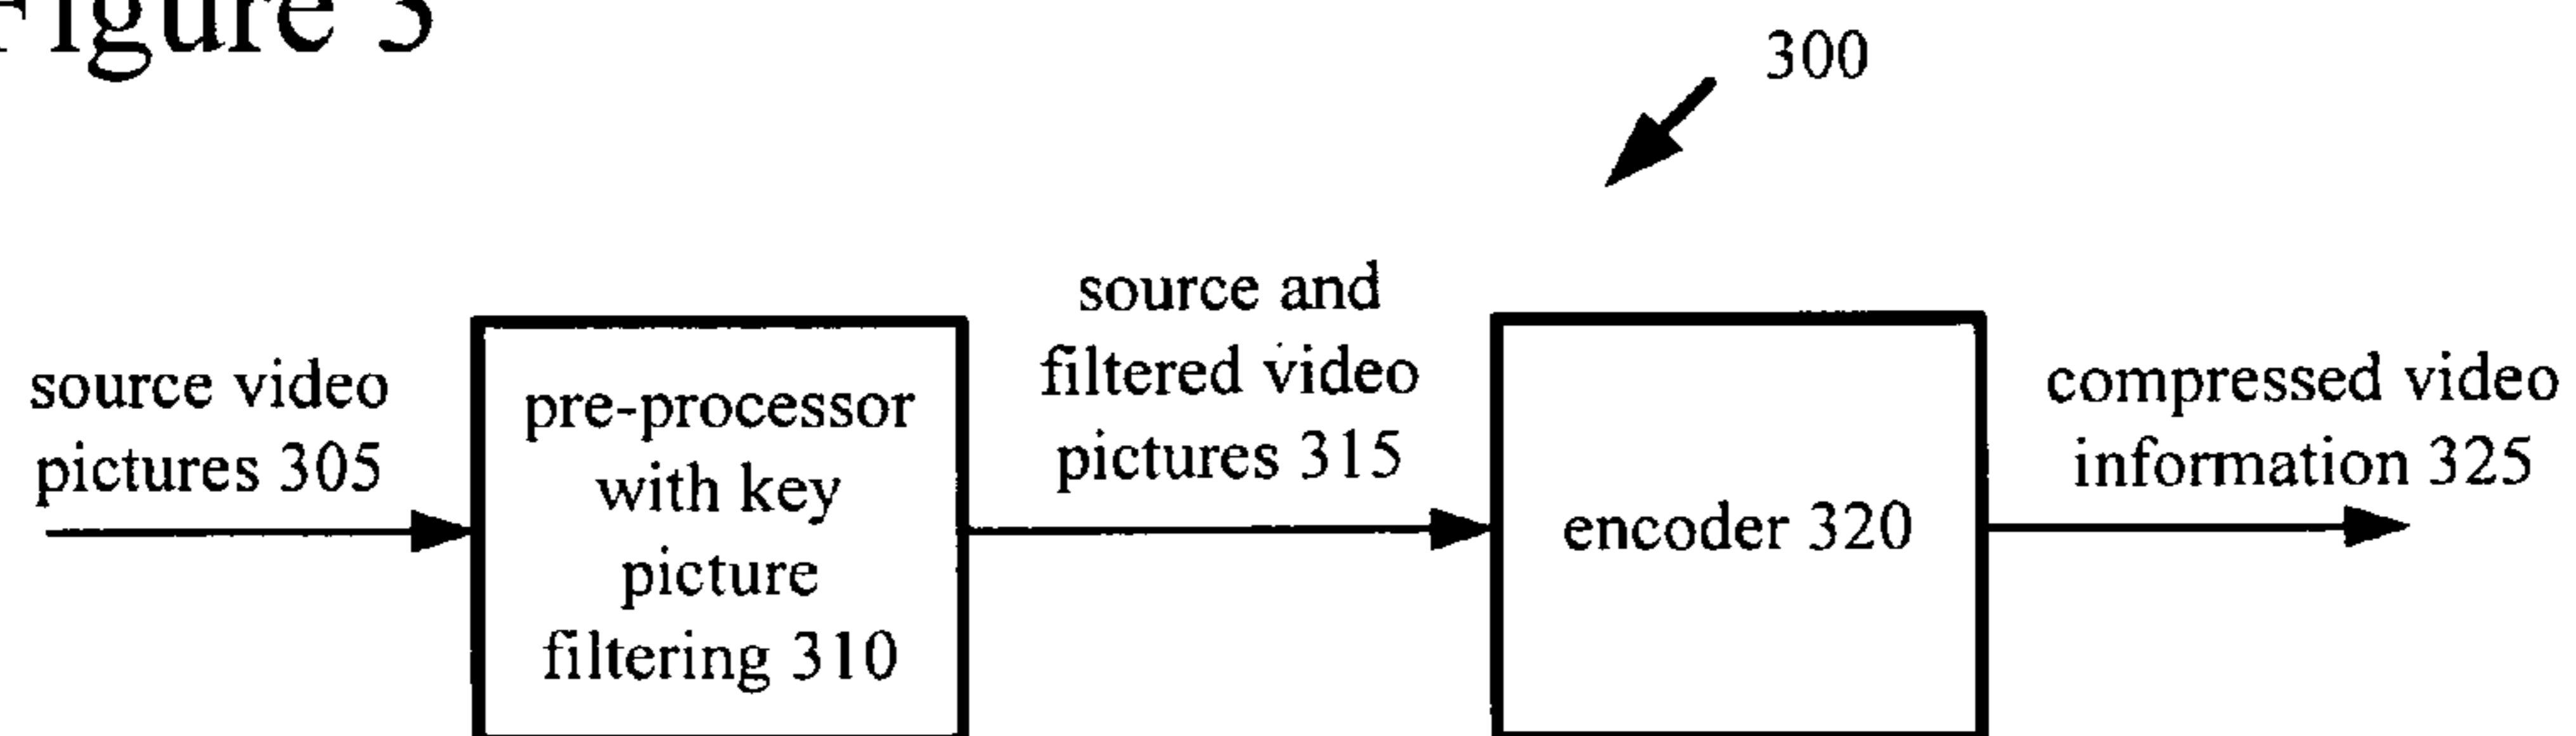 Figure 3
300
source video
pictures 305
pre-processor
with key
picture
filtering 310
source and
filtered video
pictures 315
encoder 320
compressed video
information 325